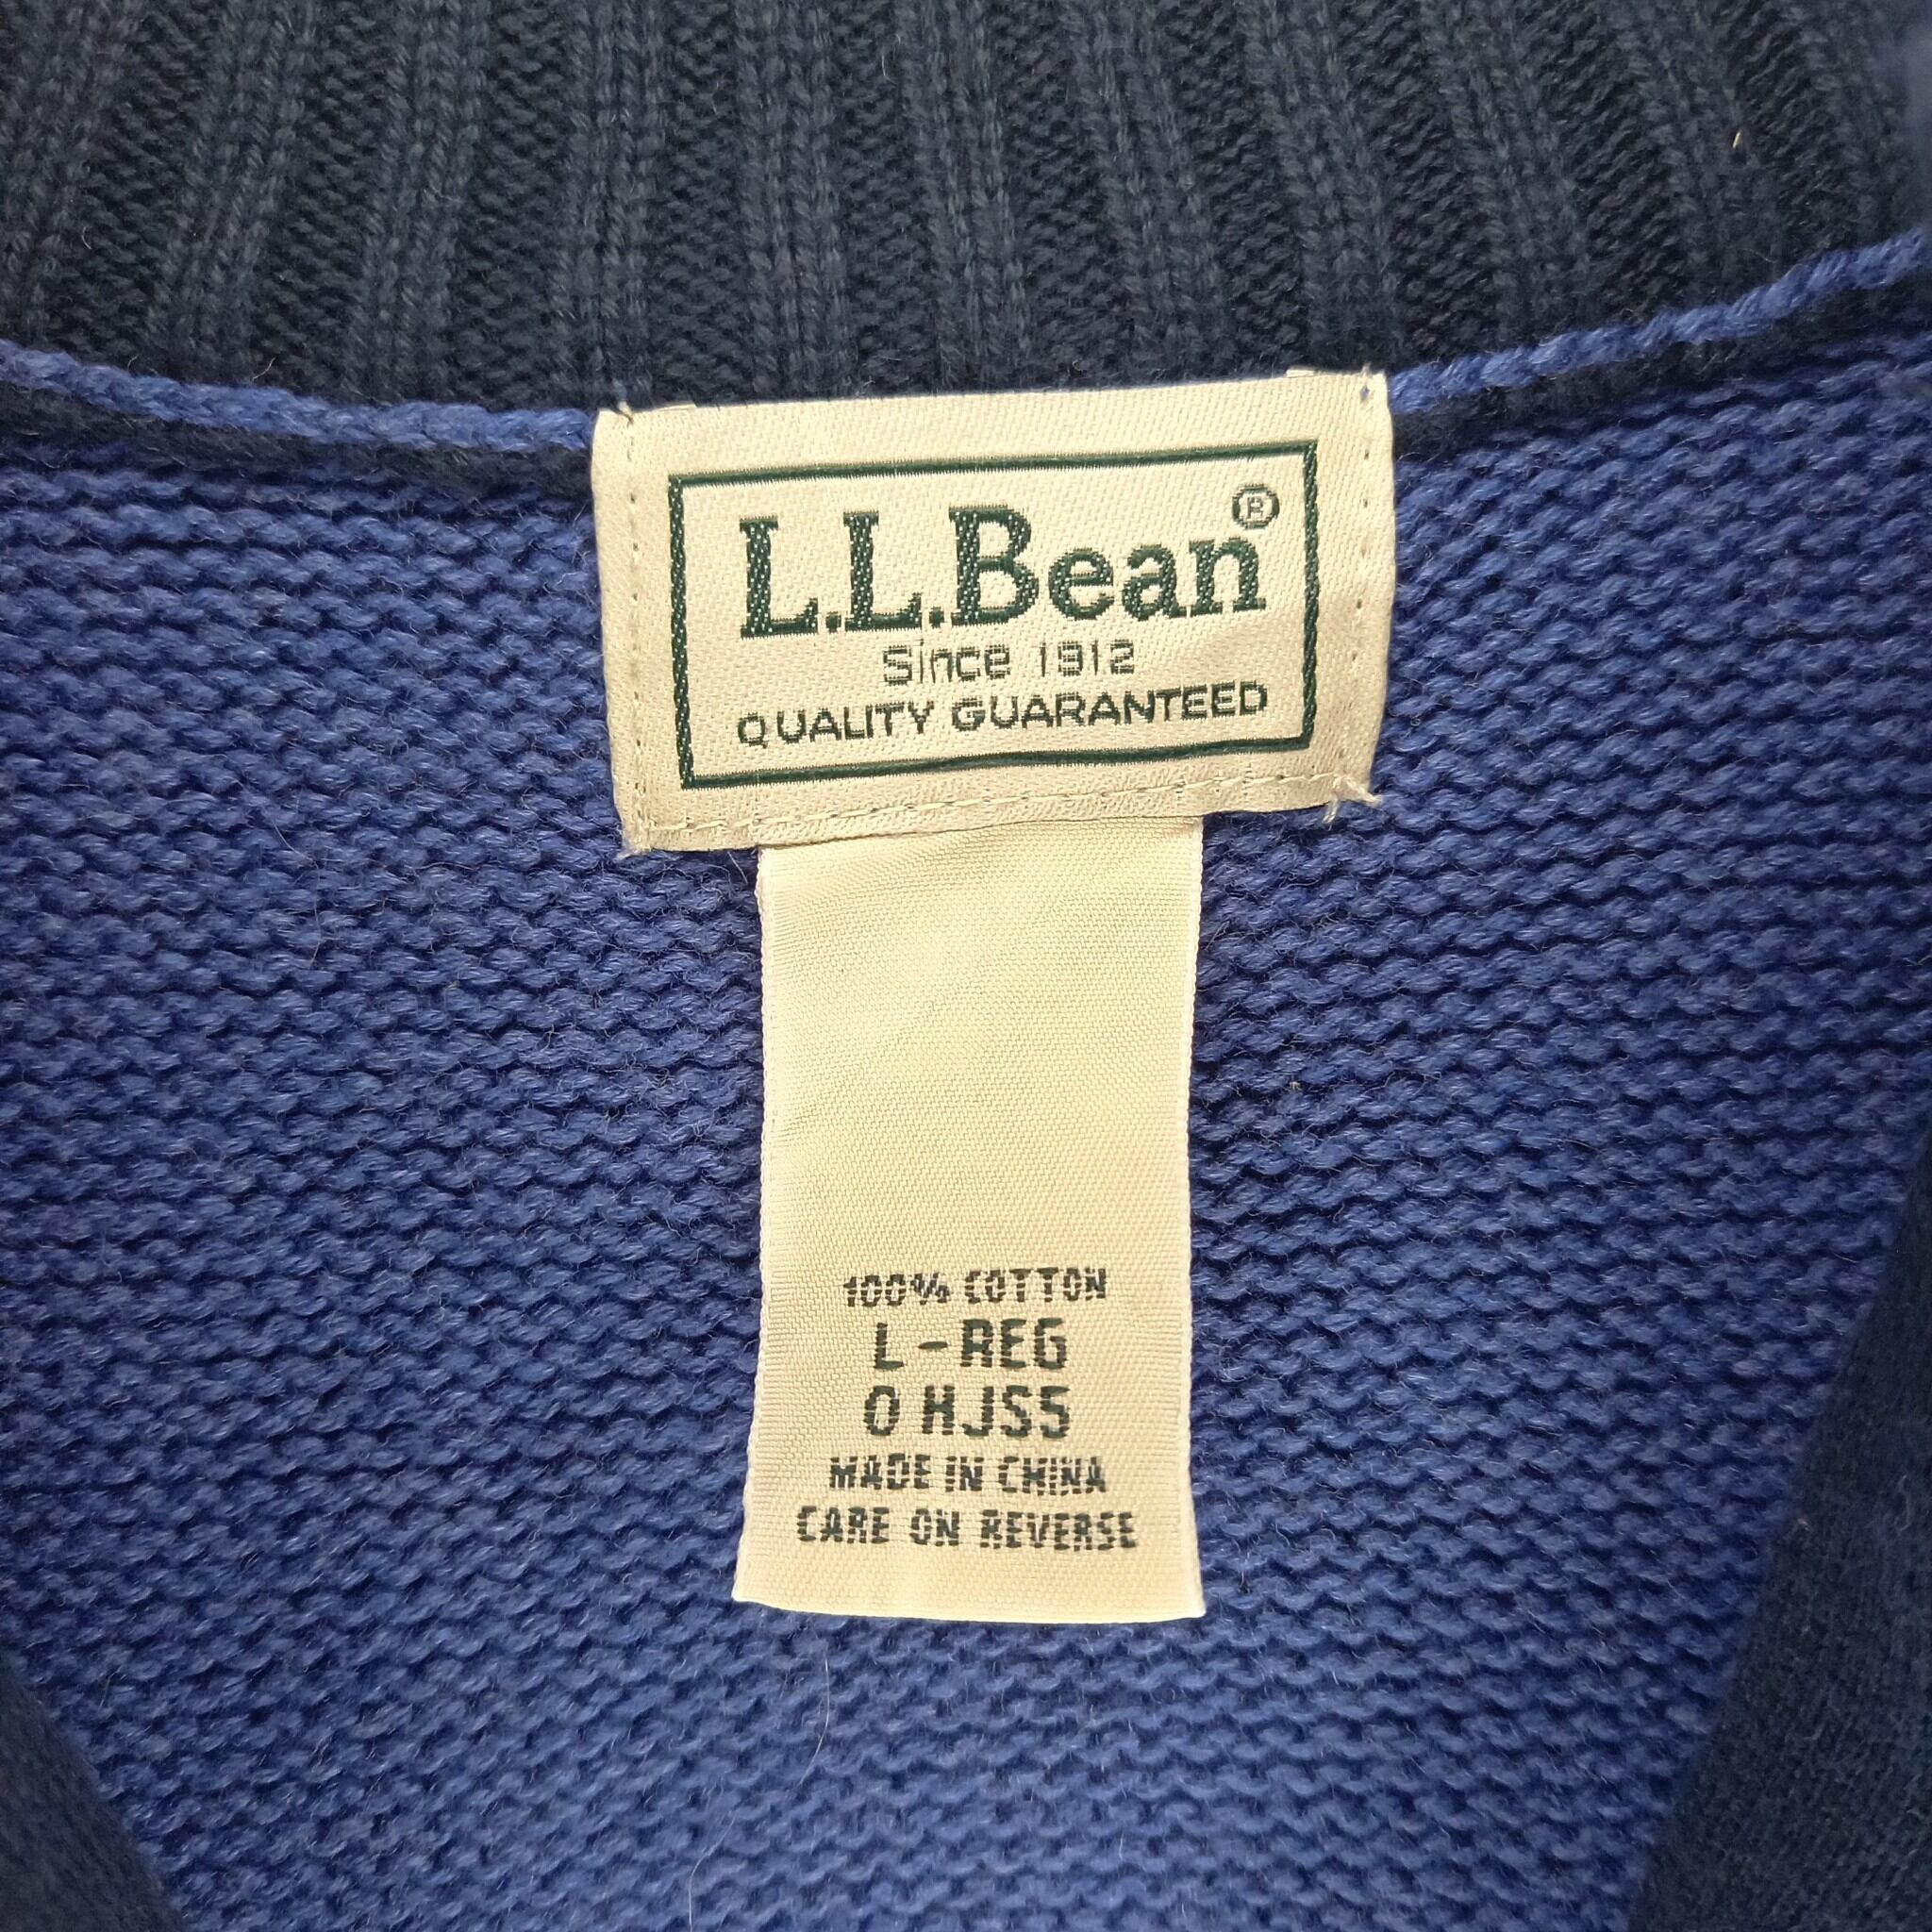 L.L.Bean®
Since 1912
QUALITY GUARANTEED
100% COTTON
L-REG
0 HJS5
MADE IN CHINA
CARE ON REVERSE